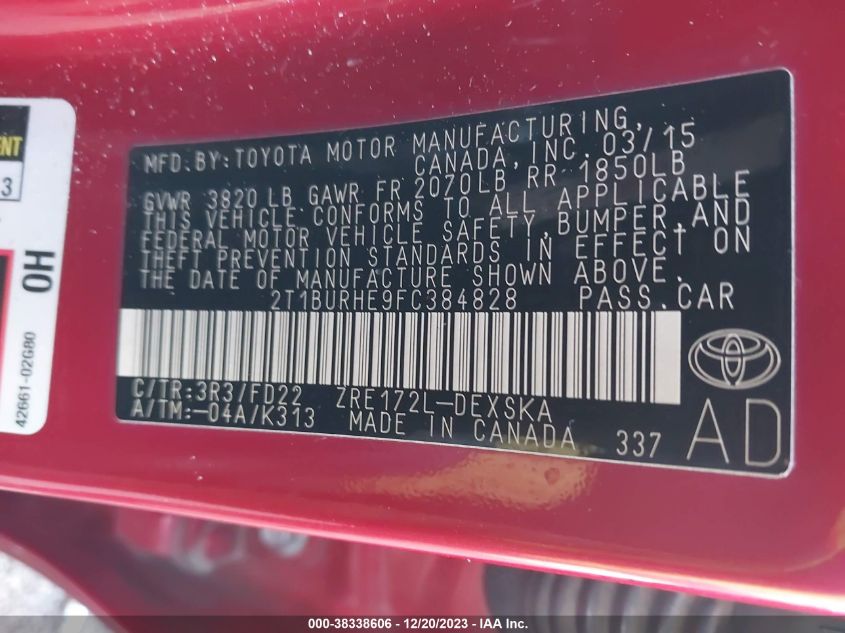 MFD.BY:TOYOTA MOTOR MANUFACTURING,
CANADA, INC. 03/15
GVWR 3820 LB GAWR FR 2070LB RR 1850LB
THIS VEHICLE CONFORMS TO ALL APPLICABLE
FEDERAL MOTOR VEHICLE SAFETY,BUMPER,AND
THEFT PREVENTION STANDARDS IN EFFECT ON
THE DATE OF MANUFACTURE SHOWN ABOVE.
2T1BURHE9FC384828 PASS.CAR
C/TR:3R3/FD22 ZRE172L-DEXSKA
A/TM:-04A/K313 MADE IN CANADA 337
AD
3
OH
42661-02G80
000-38338606 - 12/20/2023 - IAA Inc.